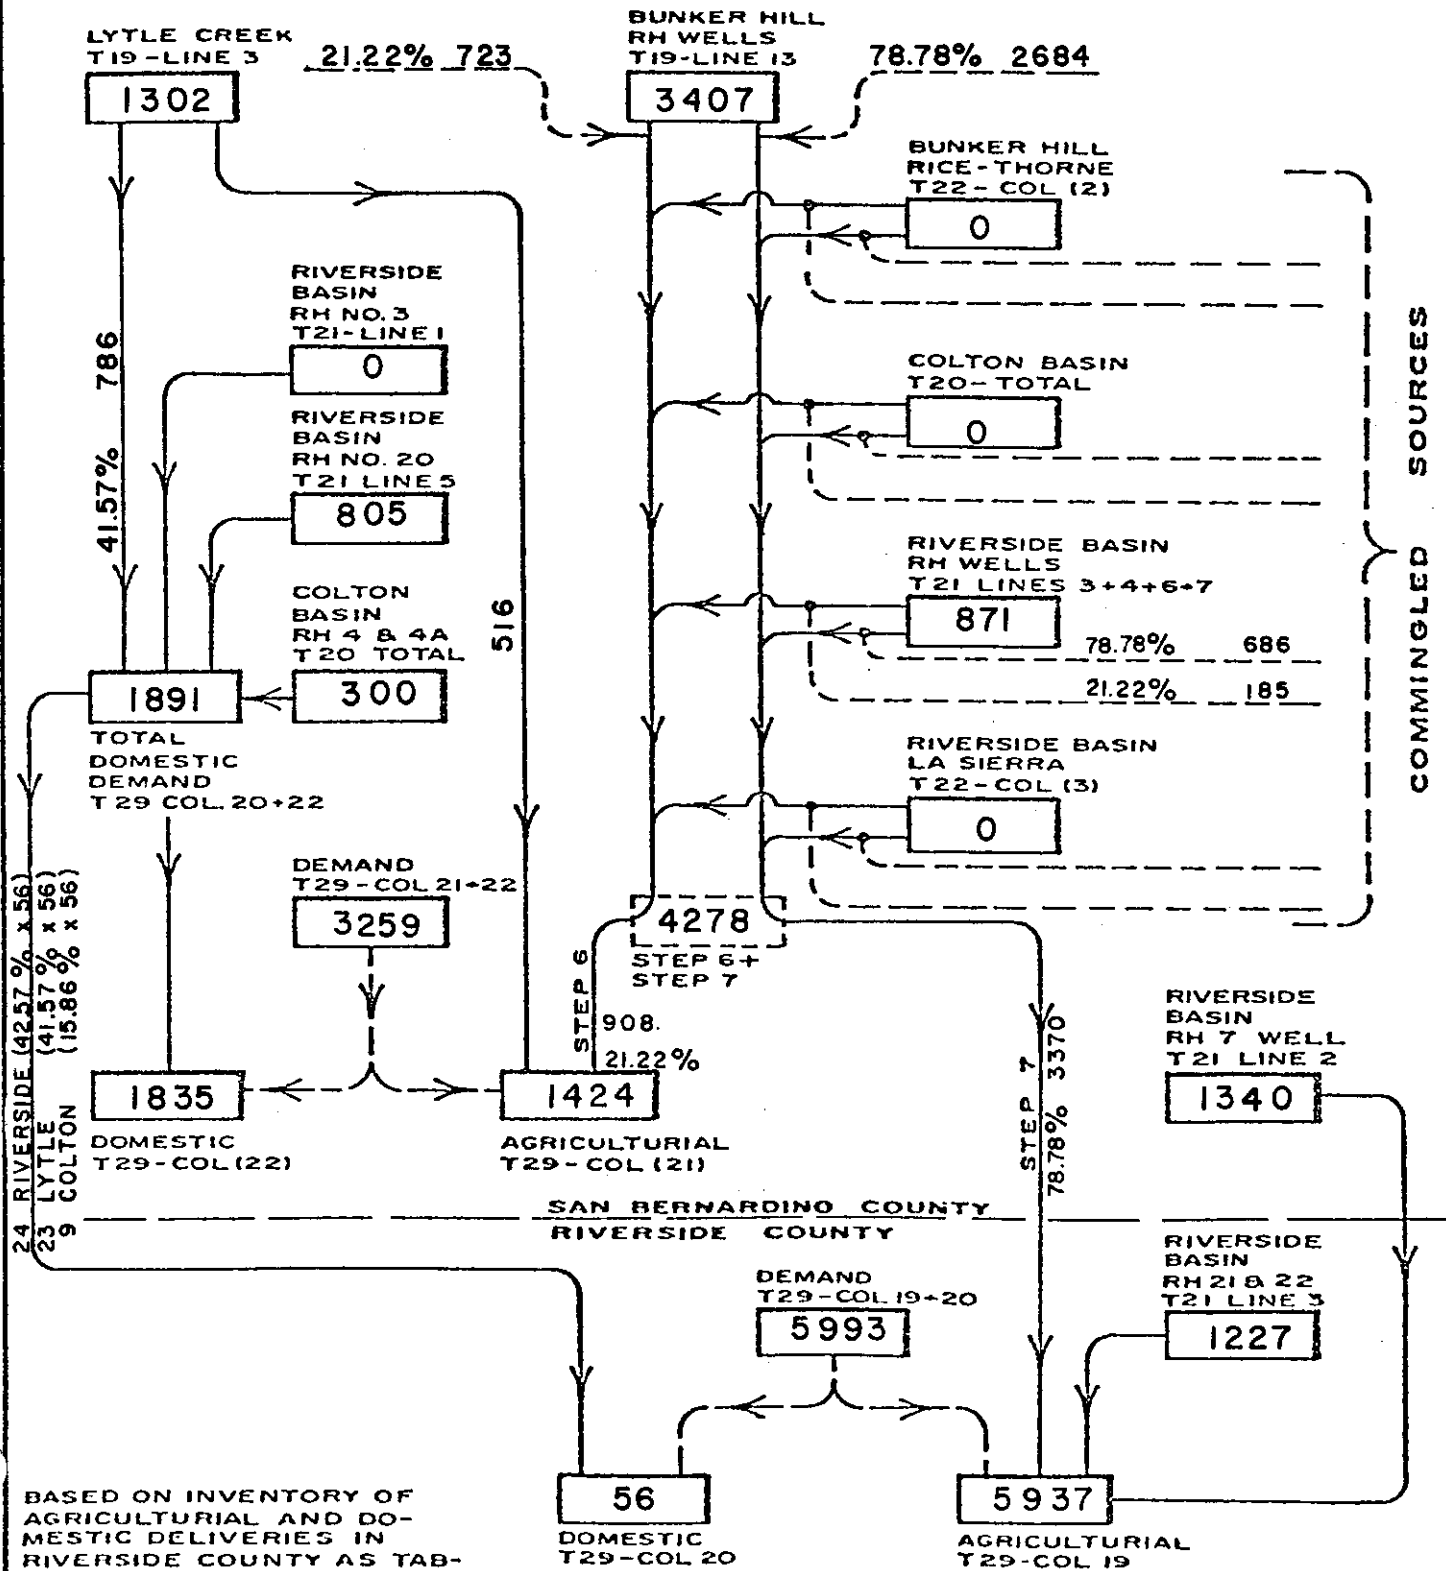 LYTLE CREEK
T19-LINE 3
1302
21.22% 723
BUNKER HILL
RH WELLS
T19-LINE 13
3407
78.78% 2684
BUNKER HILL
RICE-THORNE
T22-COL (2)
0
RIVERSIDE
BASIN
RH NO. 3
T21-LINE 1
0
786
41.57%
RIVERSIDE
BASIN
RH NO. 20
T21 LINE 5
805
COLTON BASIN
T20-TOTAL
0
COMMINGLED SOURCES
COLTON
BASIN
RH 4 & 4A
T20 TOTAL
300
516
RIVERSIDE BASIN
RH WELLS
T21 LINES 3+4+6+7
871
78.78% 686
21.22% 185
1891
TOTAL
DOMESTIC
DEMAND
T29 COL. 20+22
RIVERSIDE BASIN
LA SIERRA
T22-COL (3)
0
DEMAND
T29-COL 21+22
3259
4278
STEP 6+
STEP 7
STEP 6
908.
21.22%
24 RIVERSIDE (42.57% x 56)
23 LYTLE (41.57% x 56)
9 COLTON (15.86% x 56)
1835
DOMESTIC
T29-COL (22)
1424
AGRICULTURIAL
T29-COL (21)
STEP 7
78.78% 3370
RIVERSIDE
BASIN
RH 7 WELL
T21 LINE 2
1340
SAN BERNARDINO COUNTY
RIVERSIDE COUNTY
DEMAND
T29-COL 19+20
5993
RIVERSIDE
BASIN
RH 21 & 22
T21 LINE 3
1227
56
DOMESTIC
T29-COL 20
5937
AGRICULTURIAL
T29-COL 19
BASED ON INVENTORY OF
AGRICULTURIAL AND DO-
MESTIC DELIVERIES IN
RIVERSIDE COUNTY AS TAB-